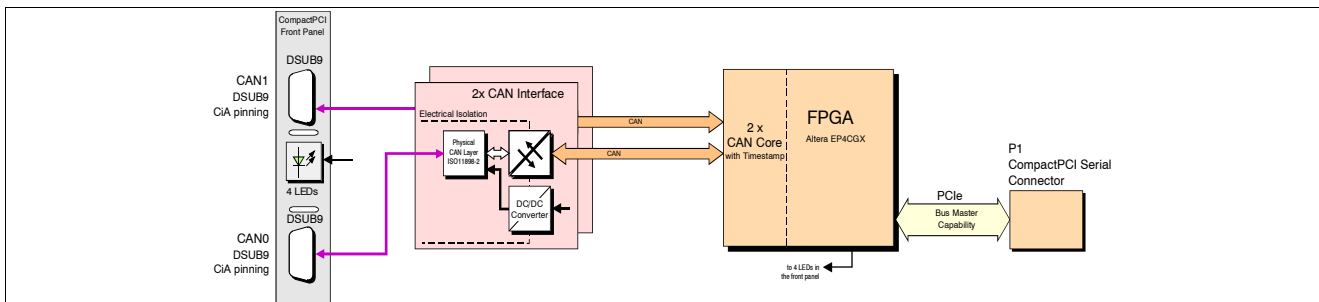 CompactPCI
Front Panel
DSUB9
CAN1
DSUB9
CiA pinning
4 LEDs
DSUB9
CAN0
DSUB9
CiA pinning
2x CAN Interface
Electrical Isolation
Physical
CAN Layer
ISO11898-2
DC/DC
Converter
CAN
CAN
2 x
CAN Core
with Timestamp
FPGA
Altera EP4CGX
to 4 LEDs in
the front panel
PCIe
Bus Master
Capability
P1
CompactPCI Serial
Connector